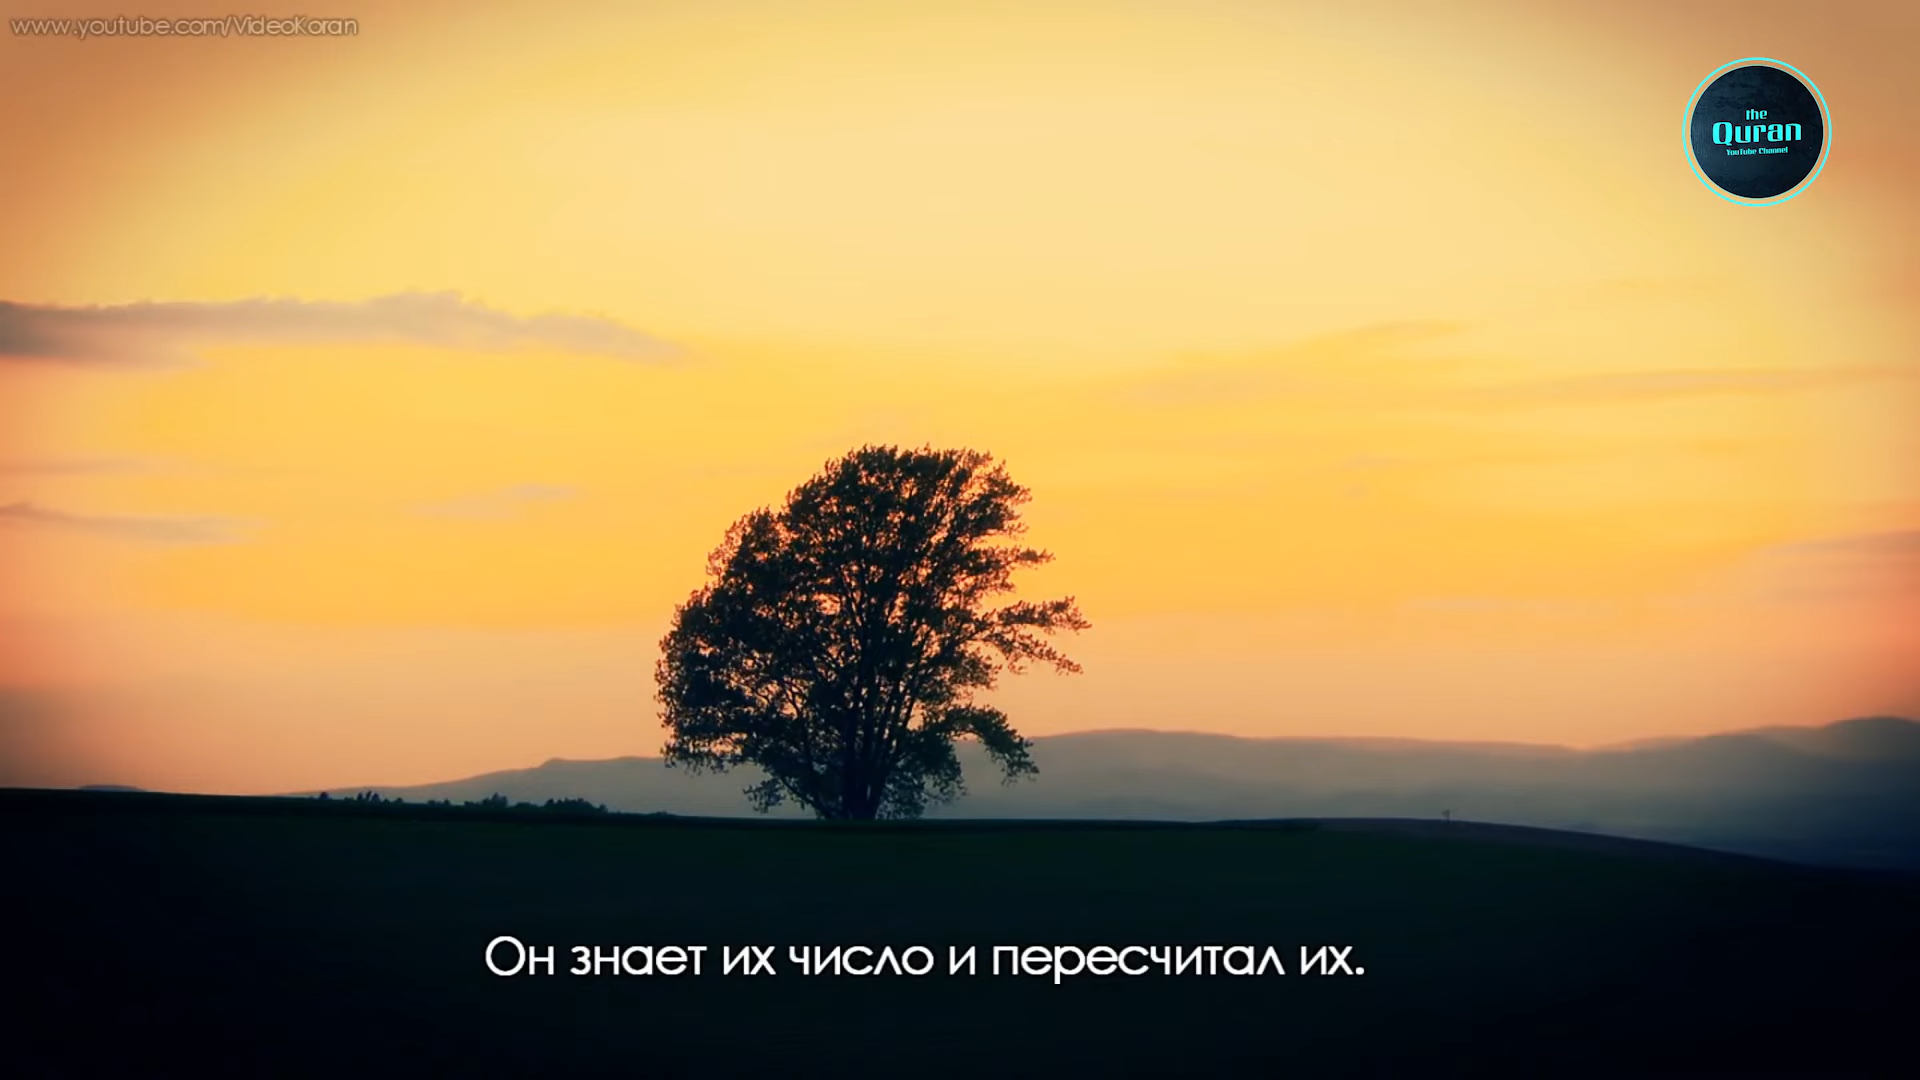 www.youtube.com/VideoKoran
the
Quran
YouTube Channel
Он знает их число и пересчитал их.